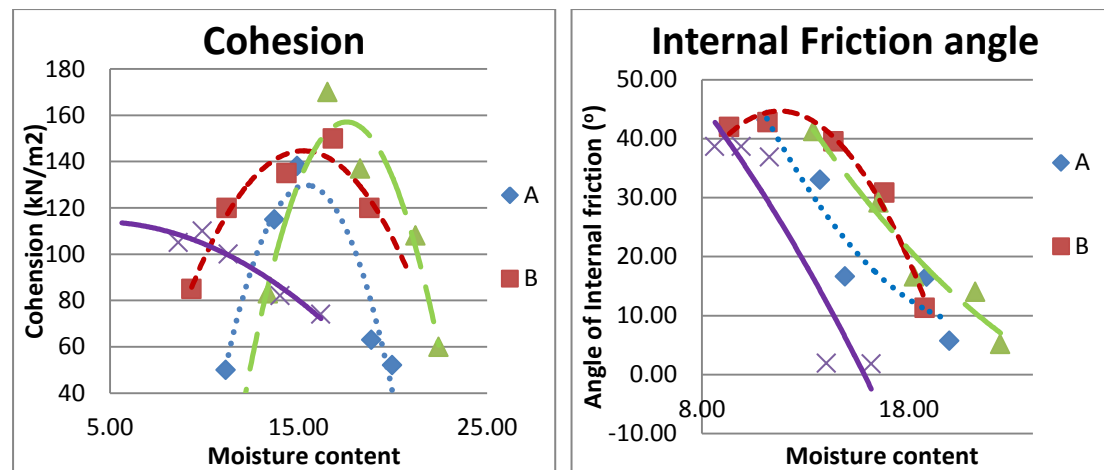 Cohesion
Cohension (kN/m2)
180
160
140
120
100
80
60
40
5.00
15.00
25.00
Moisture content
A
B
Internal Friction angle
Angle of Internal friction (º)
50.00
40.00
30.00
20.00
10.00
0.00
-10.00
8.00
18.00
Moisture content
A
B